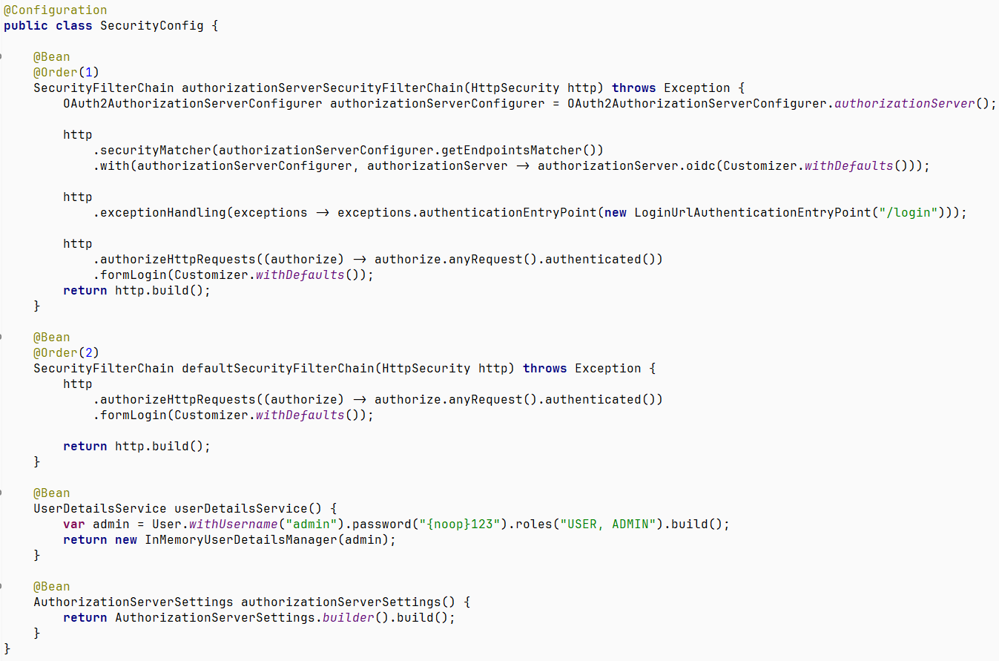 @Configuration
public class SecurityConfig {
@Bean
@Order(1)
SecurityFilterChain authorizationServerSecurityFilterChain(HttpSecurity http) throws Exception {
OAuth2AuthorizationServerConfigurer authorizationServerConfigurer = OAuth2AuthorizationServerConfigurer.authorizationServer();
http
.securityMatcher(authorizationServerConfigurer.getEndpointsMatcher())
.with(authorizationServerConfigurer, authorizationServer → authorizationServer.oidc(Customizer.withDefaults()));
http
.exceptionHandling(exceptions → exceptions.authenticationEntryPoint(new LoginUrlAuthenticationEntryPoint("/login")));
http
.authorizeHttpRequests((authorize) → authorize.anyRequest().authenticated())
.formLogin(Customizer.withDefaults());
return http.build();
}
@Bean
@Order(2)
SecurityFilterChain defaultSecurityFilterChain(HttpSecurity http) throws Exception {
http
.authorizeHttpRequests((authorize) → authorize.anyRequest().authenticated())
.formLogin(Customizer.withDefaults());
return http.build();
}
@Bean
UserDetailsService userDetailsService() {
var admin = User.withUsername("admin").password("{noop}123").roles("USER, ADMIN").build();
return new InMemoryUserDetailsManager(admin);
}
@Bean
AuthorizationServerSettings authorizationServerSettings() {
return AuthorizationServerSettings.builder().build();
}
}